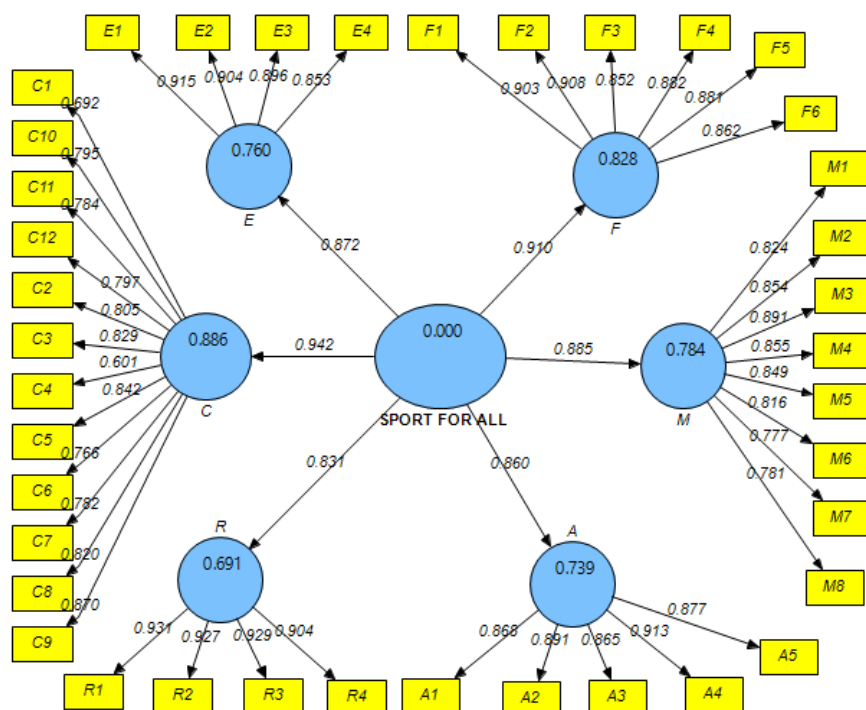 E1
E2
E3
E4
F1
F2
F3
F4
F5
F6
0.915
0.904
0.896
0.853
0.903
0.908
0.852
0.882
0.881
0.862
C1
0.692
C10
0.795
C11
0.784
C12
0.797
C2
0.805
C3
0.829
C4
0.601
C5
0.842
C6
0.766
C7
0.782
C8
0.820
C9
0.870
0.760
E
0.828
F
0.872
0.910
0.886
C
0.942
0.000
SPORT FOR ALL
0.885
0.784
M
M1
0.824
M2
0.854
M3
0.891
M4
0.855
M5
0.849
M6
0.816
M7
0.777
M8
0.781
0.831
0.860
R
0.691
A
0.739
0.931
0.927
0.929
0.904
0.868
0.891
0.865
0.913
0.877
R1
R2
R3
R4
A1
A2
A3
A4
A5